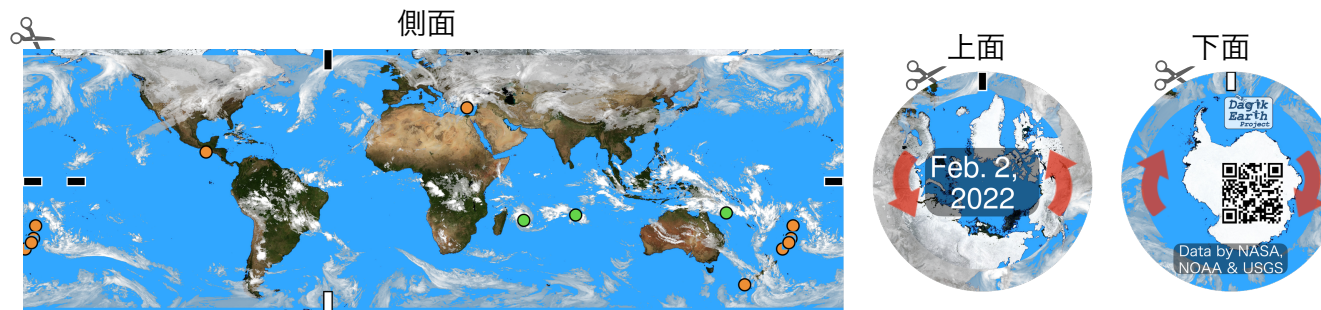 側面
上面
下面
Feb. 2,
2022
Dagik
Earth
Project
Data by NASA,
NOAA & USGS